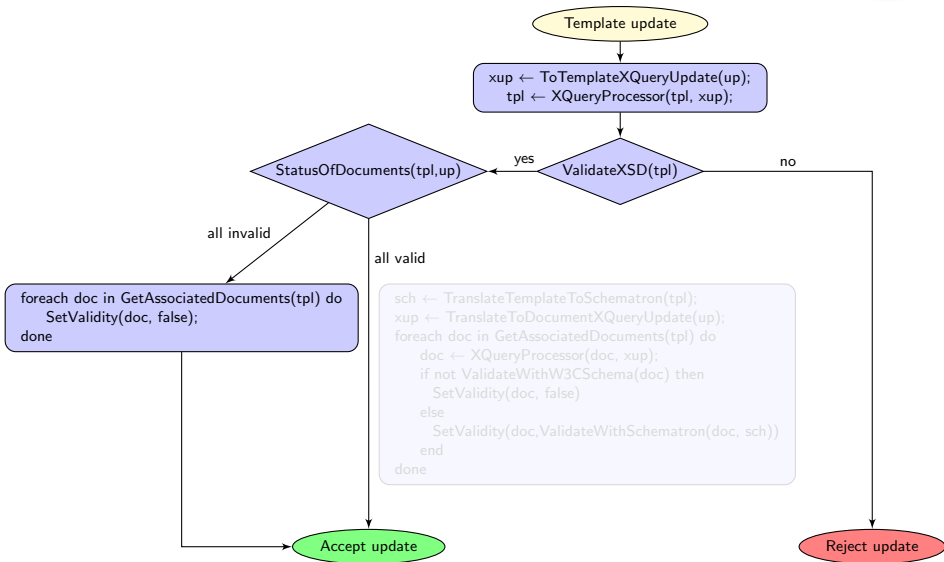 Template update
xup ← ToTemplateXQueryUpdate(up);
tpl ← XQueryProcessor(tpl, xup);
StatusOfDocuments(tpl,up)
yes
ValidateXSD(tpl)
no
all invalid
all valid
foreach doc in GetAssociatedDocuments(tpl) do
SetValidity(doc, false);
done
sch ← TranslateTemplateToSchematron(tpl);
xup ← TranslateToDocumentXQueryUpdate(up);
foreach doc in GetAssociatedDocuments(tpl) do
doc ← XQueryProcessor(doc, xup);
if not ValidateWithW3CSchema(doc) then
SetValidity(doc, false)
else
SetValidity(doc,ValidateWithSchematron(doc, sch))
end
done
Accept update
Reject update